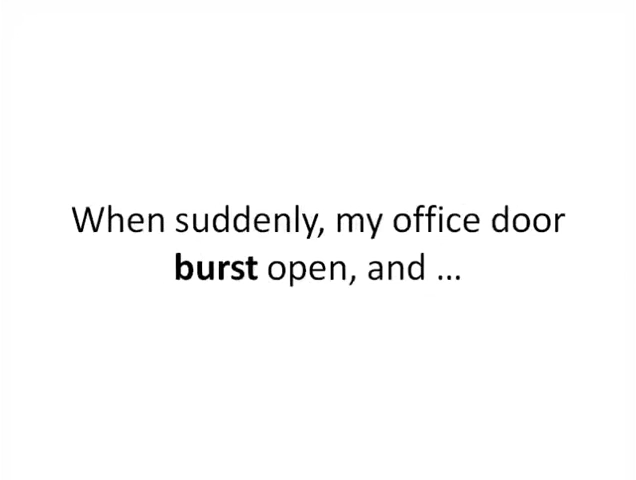 When suddenly, my office door
burst open, and …